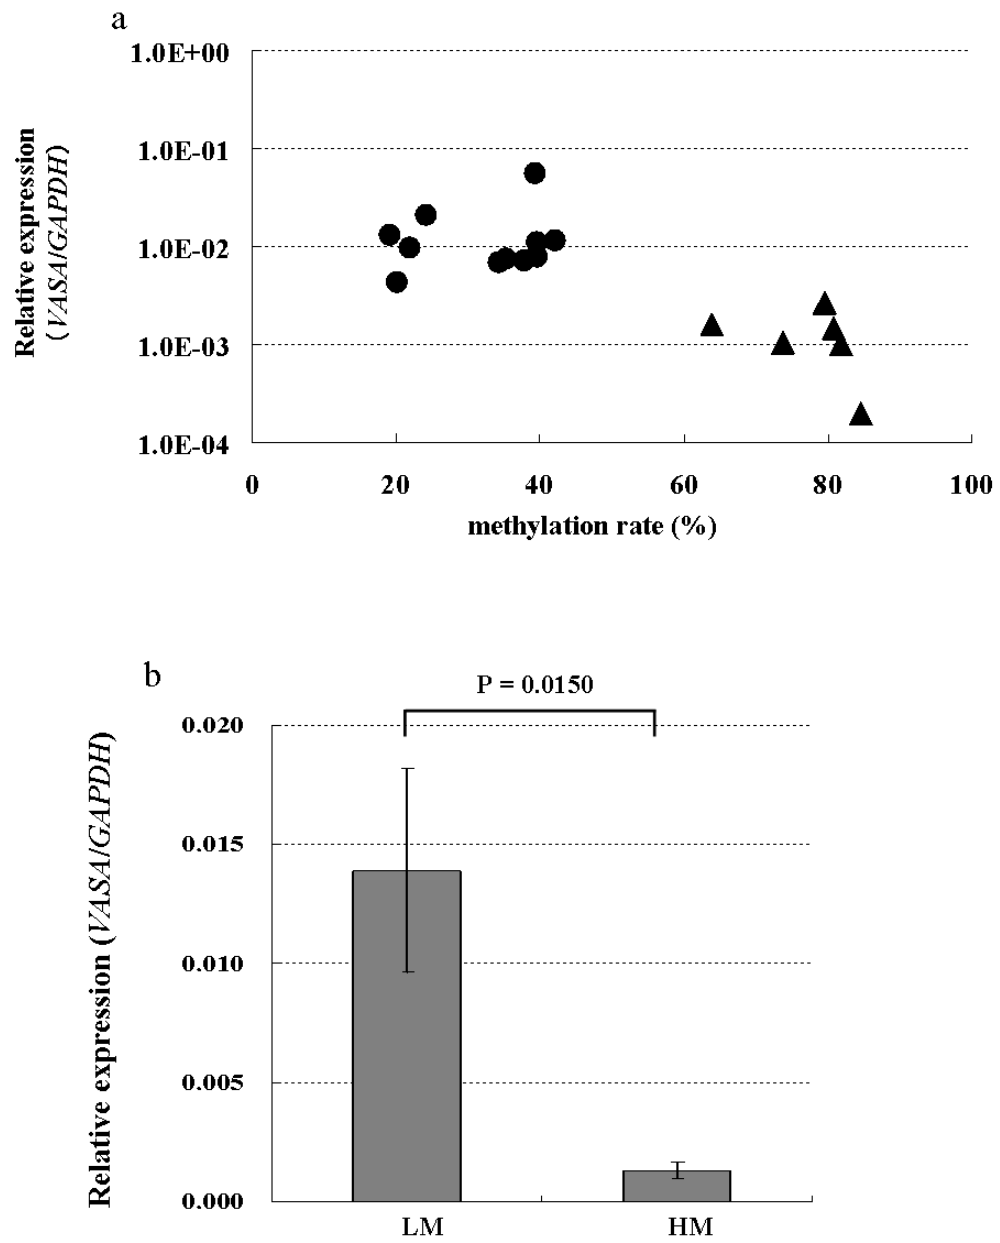 a
1.0E+00
1.0E-01
1.0E-02
1.0E-03
1.0E-04
Relative expression
(VASA/GAPDH)
0 20 40 60 80 100
methylation rate (%)
b
P = 0.0150
0.020
0.015
0.010
0.005
0.000
Relative expression (VASA/GAPDH)
LM HM